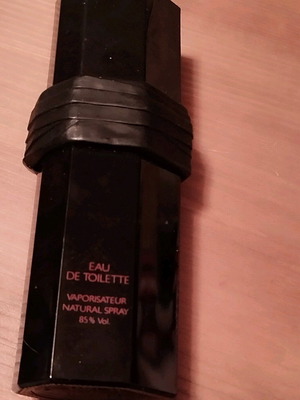 EAU
DE TOILETTE
VAPORISATEUR
NATURAL SPRAY
85% Vol.